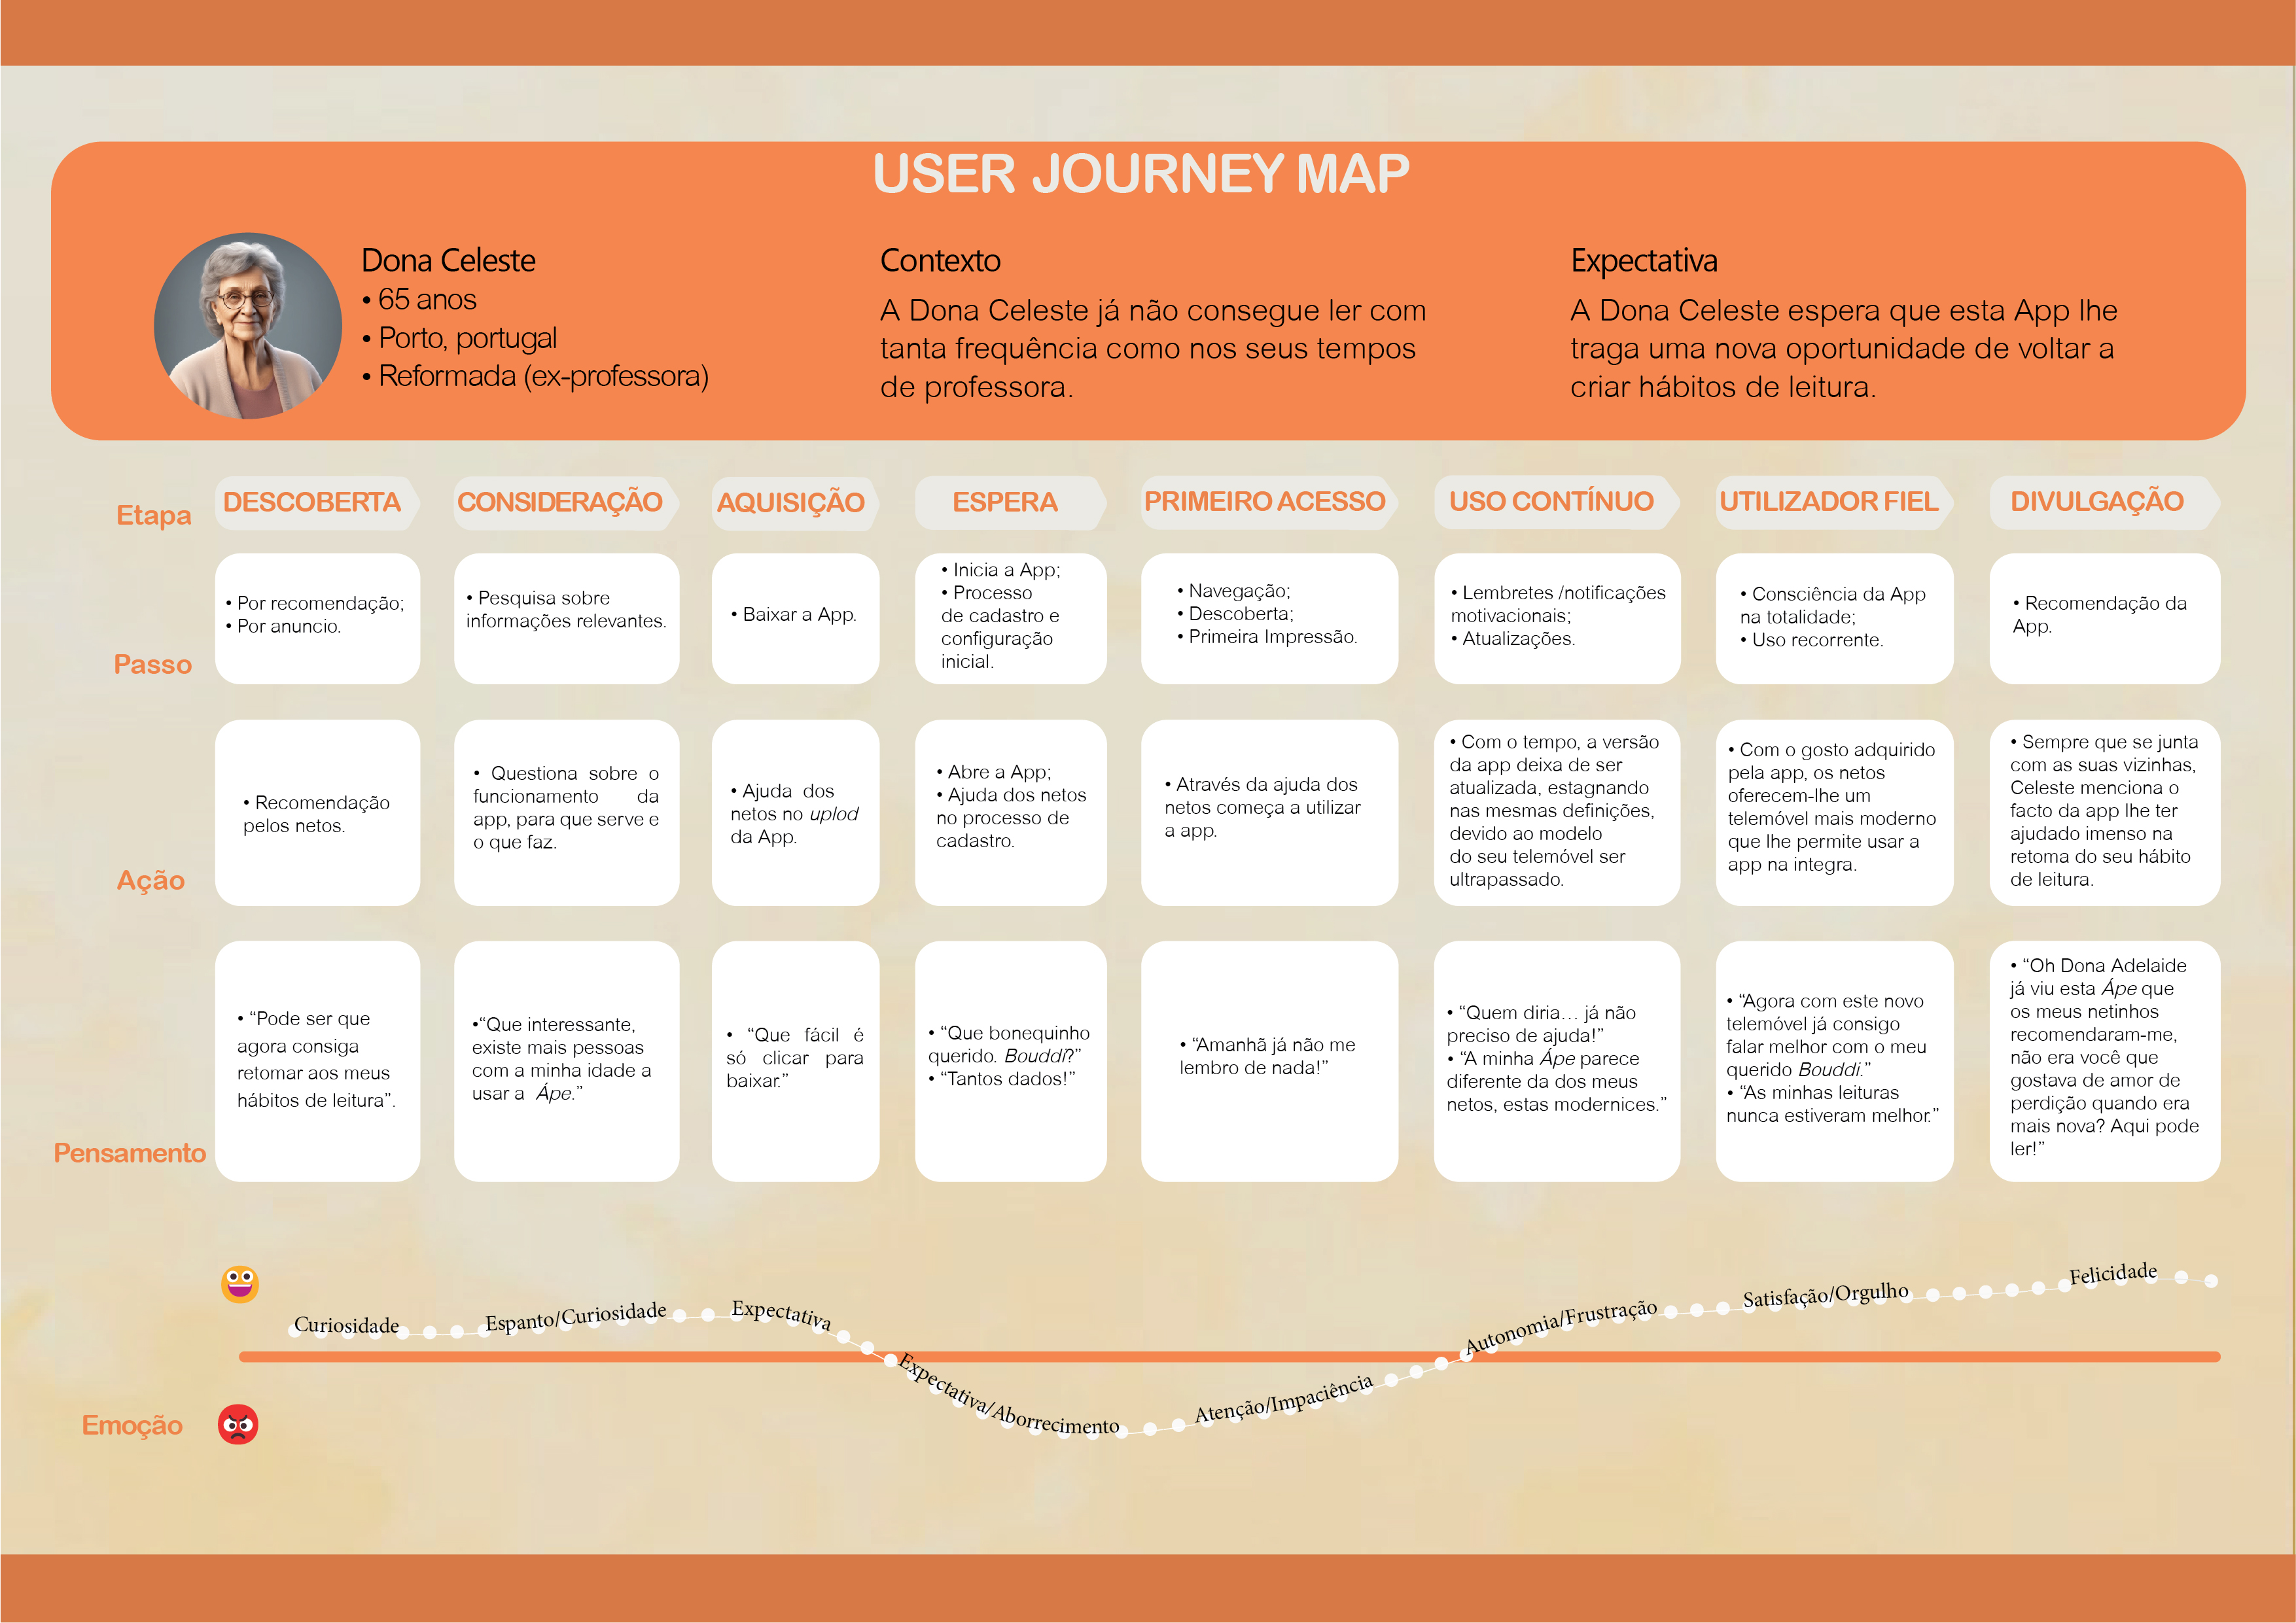 USER JOURNEY MAP
Dona Celeste
• 65 anos
• Porto, portugal
• Reformada (ex-professora)
Contexto
A Dona Celeste já não consegue ler com
tanta frequência como nos seus tempos
de professora.
Expectativa
A Dona Celeste espera que esta App lhe
traga uma nova oportunidade de voltar a
criar hábitos de leitura.
Etapa
DESCOBERTA
CONSIDERAÇÃO
AQUISIÇÃO
ESPERA
PRIMEIRO ACESSO
USO CONTÍNUO
UTILIZADOR FIEL
DIVULGAÇÃO
Passo
• Por recomendação;
• Por anuncio.
• Pesquisa sobre
informações relevantes.
• Baixar a App.
• Inicia a App;
• Processo
de cadastro e
configuração
inicial.
• Navegação;
• Descoberta;
• Primeira Impressão.
• Lembretes /notificações
motivacionais;
• Atualizações.
• Consciência da App
na totalidade;
• Uso recorrente.
• Recomendação da
App.
Ação
• Recomendação
pelos netos.
• Questiona sobre o
funcionamento da
app, para que serve e
o que faz.
• Ajuda dos
netos no uplod
da App.
• Abre a App;
• Ajuda dos netos
no processo de
cadastro.
• Através da ajuda dos
netos começa a utilizar
a app.
• Com o tempo, a versão
da app deixa de ser
atualizada, estagnando
nas mesmas definições,
devido ao modelo
do seu telemóvel ser
ultrapassado.
• Com o gosto adquirido
pela app, os netos
oferecem-lhe um
telemóvel mais moderno
que lhe permite usar a
app na integra.
• Sempre que se junta
com as suas vizinhas,
Celeste menciona o
facto da app lhe ter
ajudado imenso na
retoma do seu hábito
de leitura.
Pensamento
• “Pode ser que
agora consiga
retomar aos meus
hábitos de leitura”.
•“Que interessante,
existe mais pessoas
com a minha idade a
usar a Ápe.”
• “Que fácil é
só clicar para
baixar.”
• “Que bonequinho
querido. Bouddi?”
• “Tantos dados!”
• “Amanhã já não me
lembro de nada!”
• “Quem diria... já não
preciso de ajuda!”
• “A minha Ápe parece
diferente da dos meus
netos, estas modernices.”
• “Agora com este novo
telemóvel já consigo
falar melhor com o meu
querido Bouddi.”
• “As minhas leituras
nunca estiveram melhor.”
• “Oh Dona Adelaide
já viu esta Ápe que
os meus netinhos
recomendaram-me,
não era você que
gostava de amor de
perdição quando era
mais nova? Aqui pode
ler!”
Emoção
Curiosidade
Espanto/Curiosidade
Expectativa
Expectativa/Aborrecimento
Atenção/Impaciência
Autonomia/Frustração
Satisfação/Orgulho
Felicidade